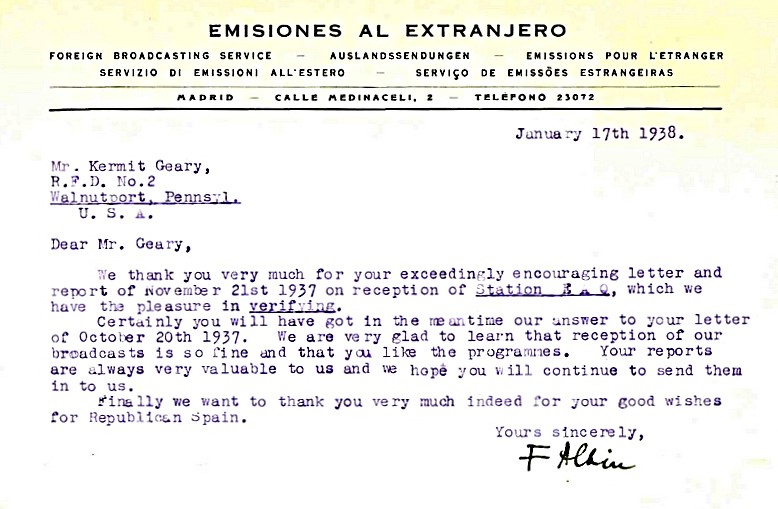 EMISIONES AL EXTRANJERO
FOREIGN BROADCASTING SERVICE — AUSLANDSSENDUNGEN — EMISSIONS POUR L'ETRANGER
SERVIZIO DI EMISSIONI ALL'ESTERO — SERVIÇO DE EMISSÕES ESTRANGEIRAS
MADRID — CALLE MEDINACELI, 2 — TELÉFONO 23072
January 17th 1938.
Mr. Kermit Geary,
R.F.D. No.2
Walnutport, Pennsyl.
U. S. A.
Dear Mr. Geary,
We thank you very much for your exceedingly encouraging letter and
report of November 21st 1937 on reception of Station E A Q, which we
have the pleasure in verifying.
Certainly you will have got in the meantime our answer to your letter
of October 20th 1937. We are very glad to learn that reception of our
broadcasts is so fine and that you like the programmes. Your reports
are always very valuable to us and we hope you will continue to send them
in to us.
Finally we want to thank you very much indeed for your good wishes
for Republican Spain.
Yours sincerely,
F Albin